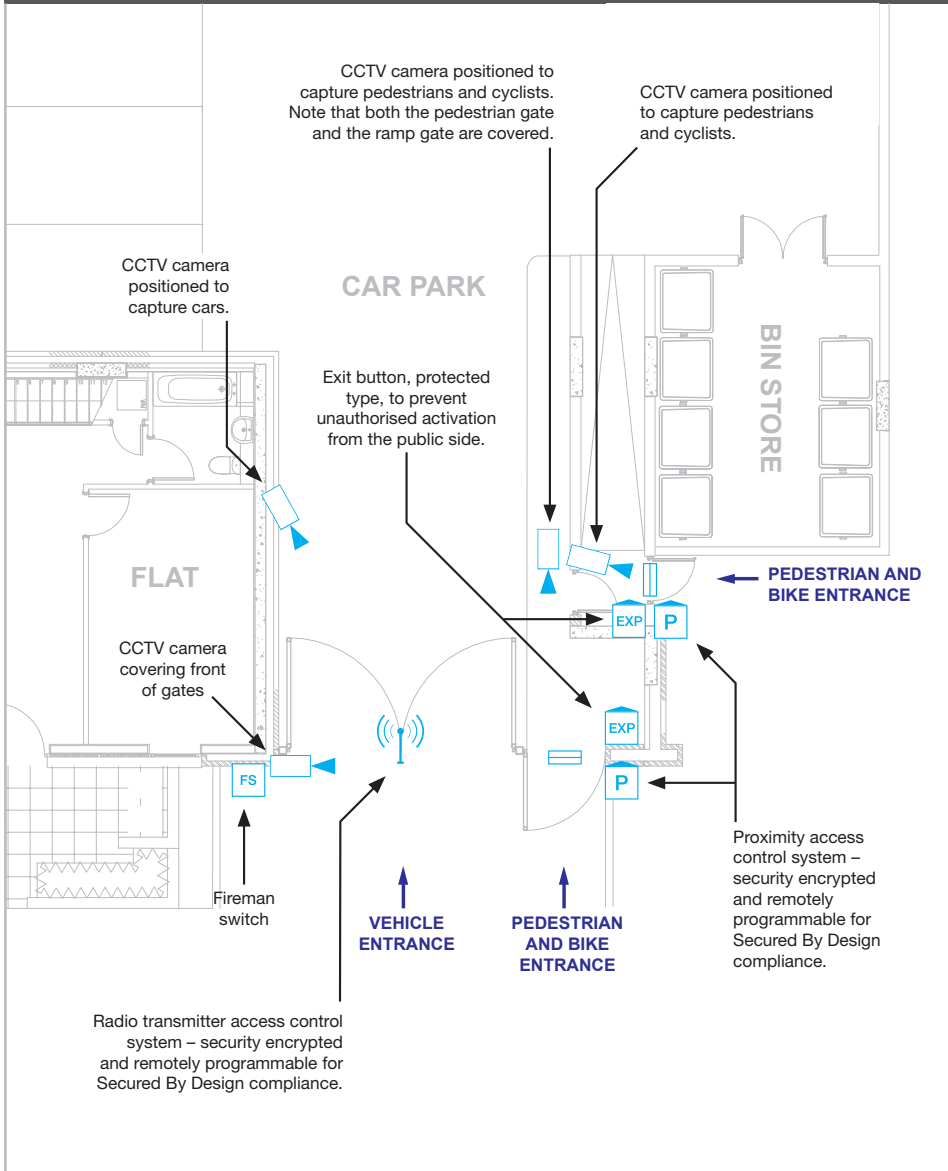 CCTV camera positioned to
capture pedestrians and cyclists.
Note that both the pedestrian gate
and the ramp gate are covered.
CCTV camera positioned
to capture pedestrians
and cyclists.
CCTV camera
positioned to
capture cars.
CAR PARK
BIN STORE
Exit button, protected
type, to prevent
unauthorised activation
from the public side.
FLAT
PEDESTRIAN AND
BIKE ENTRANCE
EXP
P
CCTV camera
covering front
of gates
EXP
FS
P
Proximity access
control system –
security encrypted
and remotely
programmable for
Secured By Design
compliance.
Fireman
switch
VEHICLE
ENTRANCE
PEDESTRIAN
AND BIKE
ENTRANCE
Radio transmitter access control
system – security encrypted
and remotely programmable for
Secured By Design compliance.